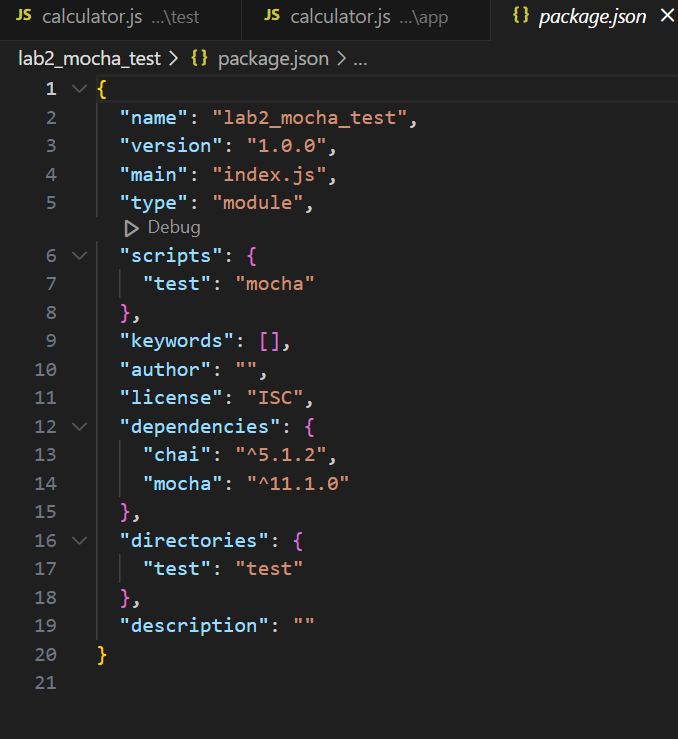 JS calculator.js ...\test
JS calculator.js ...\app
{} package.json ×
lab2_mocha_test > {} package.json > ...
1 {
2 "name": "lab2_mocha_test",
3 "version": "1.0.0",
4 "main": "index.js",
5 "type": "module",
Debug
6 "scripts": {
7 "test": "mocha"
8 },
9 "keywords": [],
10 "author": "",
11 "license": "ISC",
12 "dependencies": {
13 "chai": "^5.1.2",
14 "mocha": "^11.1.0"
15 },
16 "directories": {
17 "test": "test"
18 },
19 "description": ""
20 }
21